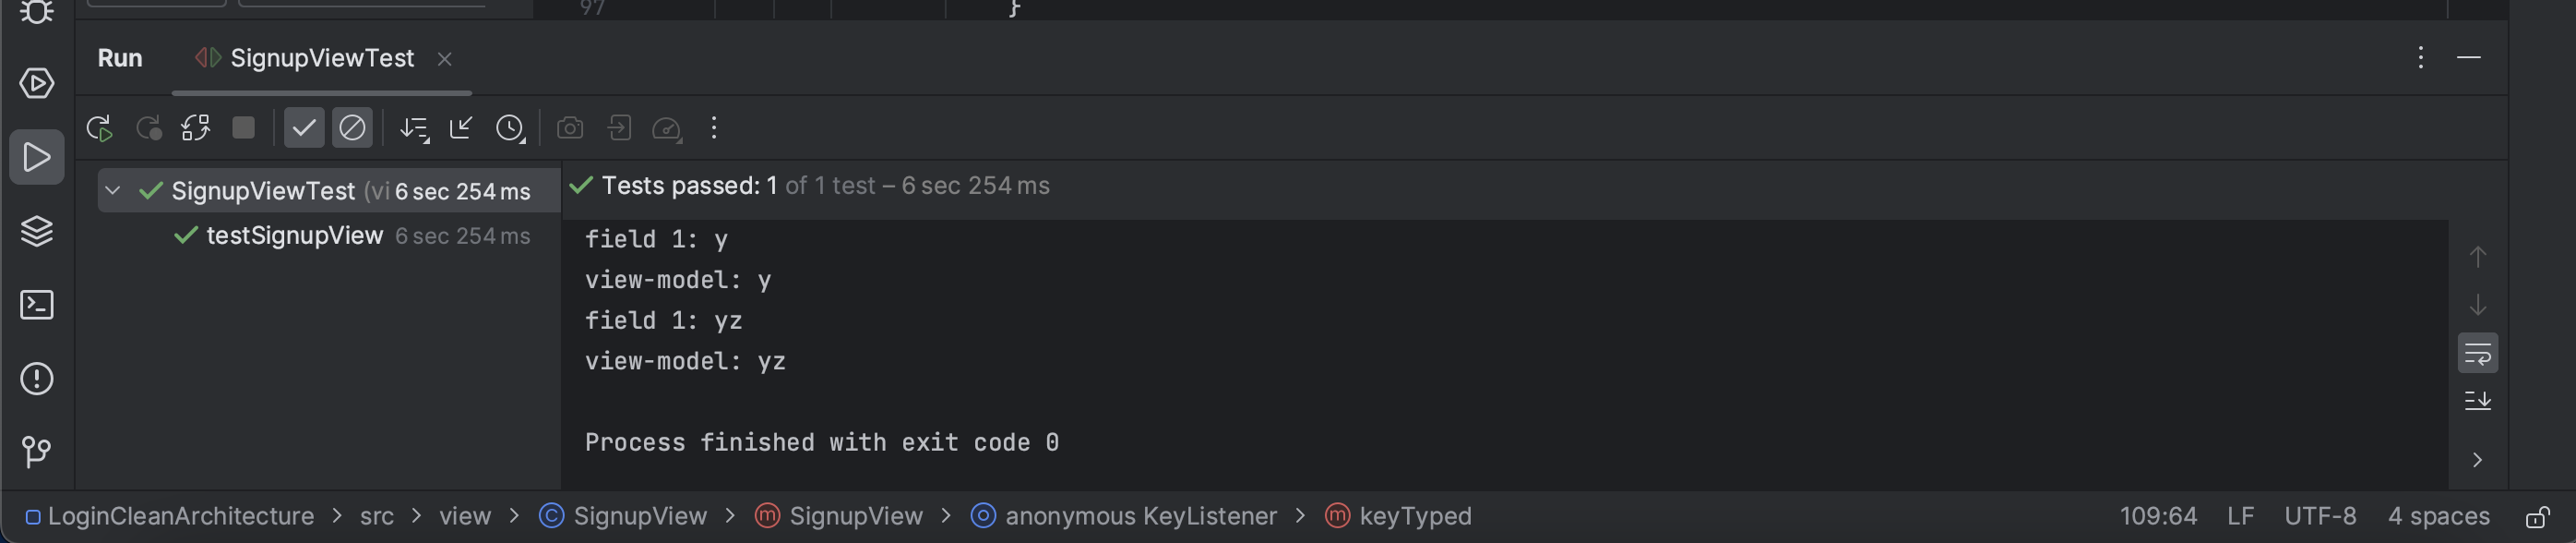 97 }
Run SignupViewTest
SignupViewTest (vi 6 sec 254 ms
testSignupView 6 sec 254 ms
Tests passed: 1 of 1 test – 6 sec 254 ms
field 1: y
view-model: y
field 1: yz
view-model: yz
Process finished with exit code 0
LoginCleanArchitecture > src > view > SignupView > SignupView > anonymous KeyListener > keyTyped 109:64 LF UTF-8 4 spaces